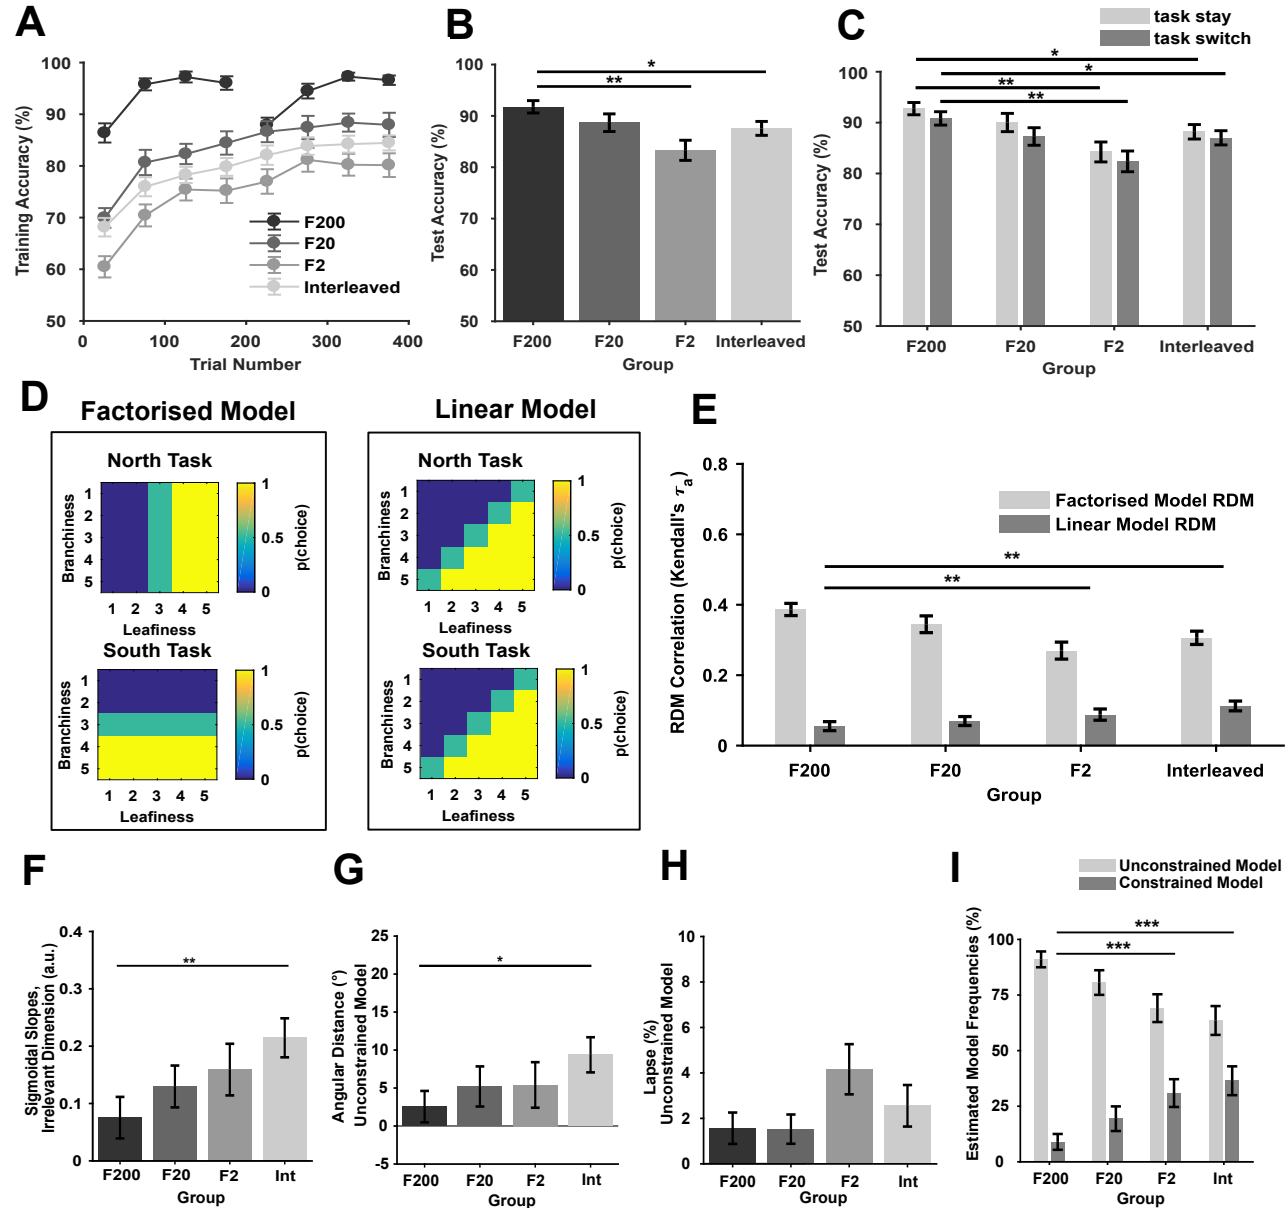 A
Training Accuracy (%)
100
90
80
70
60
50
0
100
200
300
400
Trial Number
F200
F20
F2
Interleaved
B
**
*
Test Accuracy (%)
100
90
80
70
60
50
F200
F20
F2
Interleaved
Group
C
task stay
task switch
*
*
**
**
Test Accuracy (%)
100
90
80
70
60
50
F200
F20
F2
Interleaved
Group
D
Factorised Model
North Task
Branchiness
1
2
3
4
5
1 2 3 4 5
Leafiness
1
0.5
0
p(choice)
South Task
Branchiness
1
2
3
4
5
1 2 3 4 5
Leafiness
1
0.5
0
p(choice)
Linear Model
North Task
Branchiness
1
2
3
4
5
1 2 3 4 5
Leafiness
1
0.5
0
p(choice)
South Task
Branchiness
1
2
3
4
5
1 2 3 4 5
Leafiness
1
0.5
0
p(choice)
E
RDM Correlation (Kendall's τa)
0.8
0.6
0.4
0.2
0
Factorised Model RDM
Linear Model RDM
**
**
F200
F20
F2
Interleaved
Group
F
Sigmoidal Slopes,
Irrelevant Dimension (a.u.)
0.4
0.3
0.2
0.1
0
**
F200
F20
F2
Int
Group
G
Angular Distance (°)
Unconstrained Model
25
20
15
10
5
0
-5
*
F200
F20
F2
Int
Group
H
Lapse (%)
Unconstrained Model
10
8
6
4
2
0
F200
F20
F2
Int
Group
I
Unconstrained Model
Constrained Model
Estimated Model Frequencies (%)
100
75
50
25
0
***
***
F200
F20
F2
Int
Group